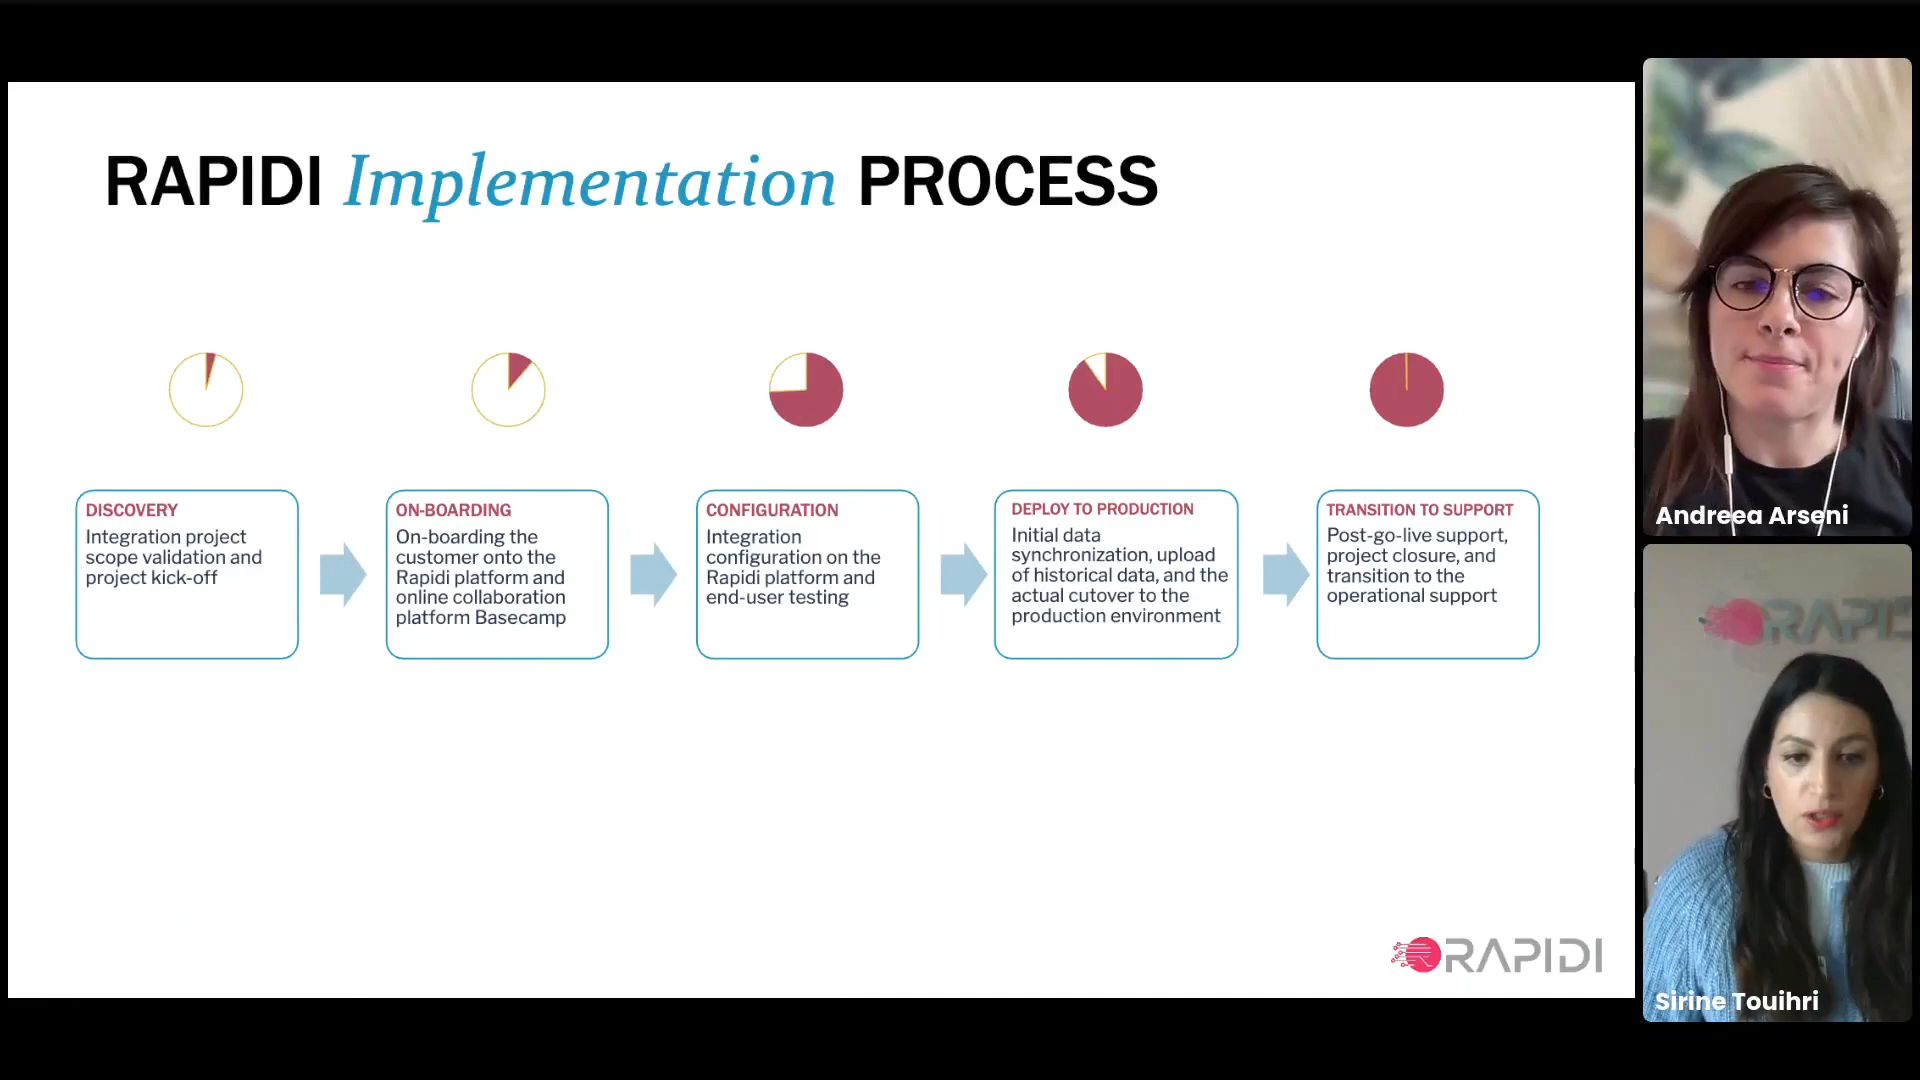 RAPIDI Implementation PROCESS
DISCOVERY
Integration project
scope validation and
project kick-off
ON-BOARDING
On-boarding the
customer onto the
Rapidi platform and
online collaboration
platform Basecamp
CONFIGURATION
Integration
configuration on the
Rapidi platform and
end-user testing
DEPLOY TO PRODUCTION
Initial data
synchronization, upload
of historical data, and the
actual cutover to the
production environment
TRANSITION TO SUPPORT
Post-go-live support,
project closure, and
transition to the
operational support
RAPIDI
Andreea Arseni
RAPID
Sirine Touihri